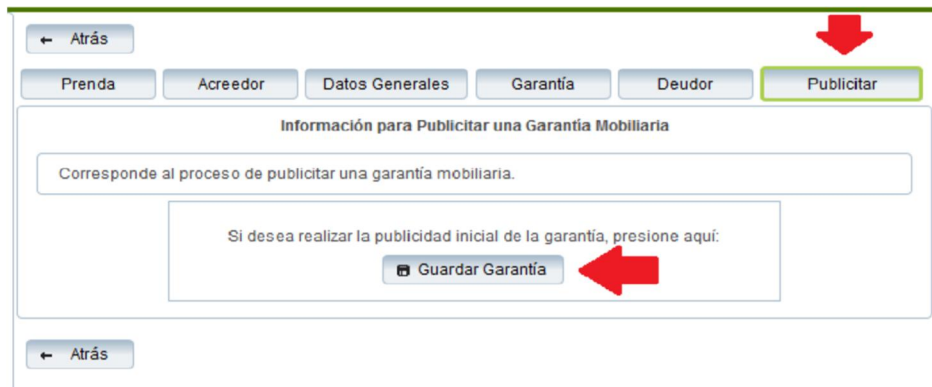 ← Atrás
Prenda Acreedor Datos Generales Garantía Deudor Publicitar
Información para Publicitar una Garantía Mobiliaria
Corresponde al proceso de publicitar una garantía mobiliaria.
Si desea realizar la publicidad inicial de la garantía, presione aquí:
Guardar Garantía
← Atrás